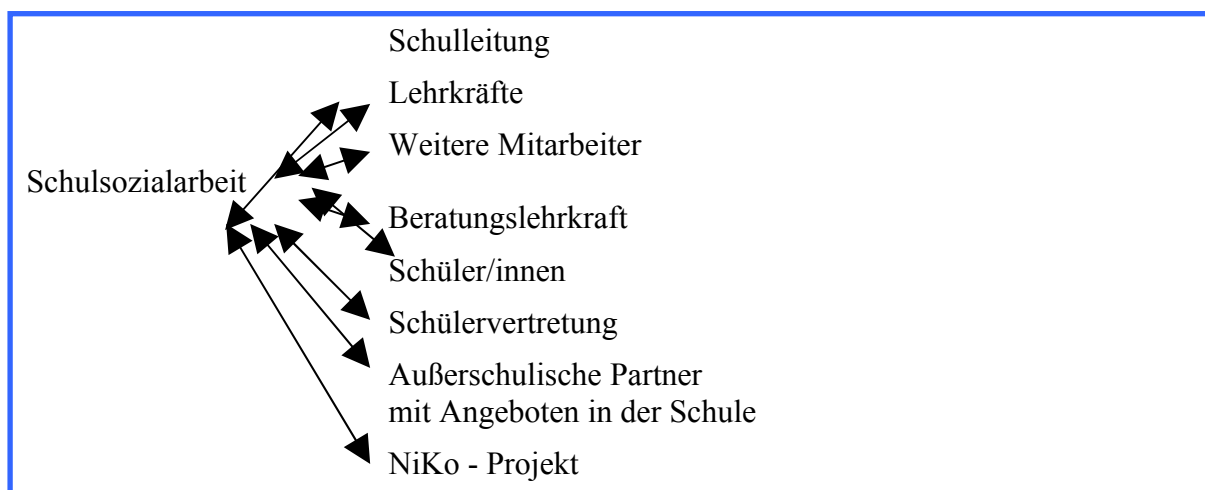 Schulleitung
Lehrkräfte
Weitere Mitarbeiter
Schulsozialarbeit
Beratungslehrkraft
Schüler/innen
Schülervertretung
Außerschulische Partner
mit Angeboten in der Schule
NiKo - Projekt